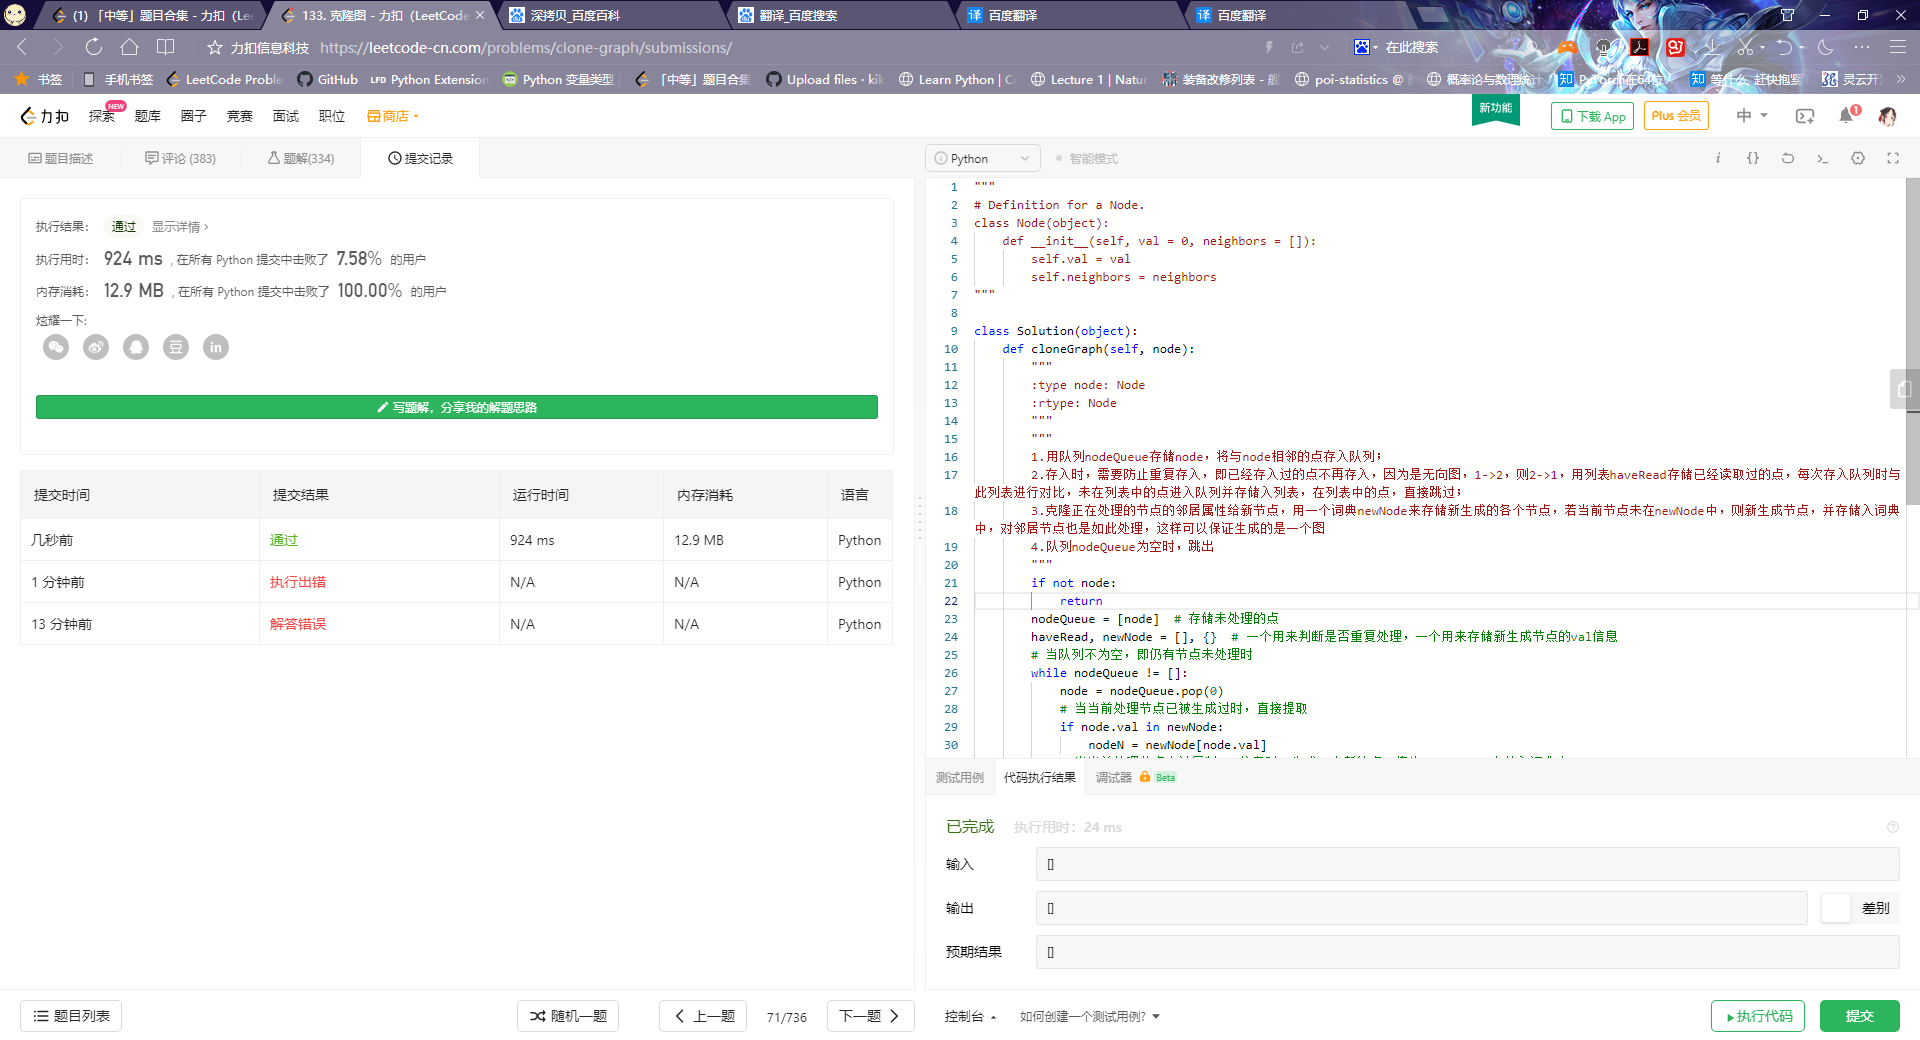 (1) 「中等」题目合集 - 力扣 (Le
133. 克隆图 - 力扣 (LeetCode
深拷贝_百度百科
翻译_百度搜索
百度翻译
百度翻译
力扣信息科技 https://leetcode-cn.com/problems/clone-graph/submissions/
在此搜索
书签 手机书签 LeetCode Proble GitHub Python Extension Python 变量类型 「中等」题目合集 Upload files · kik Learn Python | Co Lecture 1 | Natur 装备改修列表 - 舰 poi-statistics @ 概率论与数理统计 PyTorch在64位 等什么, 赶快抱紧 灵云开
力扣 探索 NEW 题库 圈子 竞赛 面试 职位 商店 新功能 下载 App Plus 会员 中 1
题目描述 评论 (383) 题解(334) 提交记录
Python 智能模式
执行结果: 通过 显示详情 >
执行用时: 924 ms , 在所有 Python 提交中击败了 7.58% 的用户
内存消耗: 12.9 MB , 在所有 Python 提交中击败了 100.00% 的用户
炫耀一下:
写题解, 分享我的解题思路
提交时间 提交结果 运行时间 内存消耗 语言
几秒前 通过 924 ms 12.9 MB Python
1 分钟前 执行出错 N/A N/A Python
13 分钟前 解答错误 N/A N/A Python
1 """
2 # Definition for a Node.
3 class Node(object):
4 def __init__(self, val = 0, neighbors = []):
5 self.val = val
6 self.neighbors = neighbors
7 """
8
9 class Solution(object):
10 def cloneGraph(self, node):
11 """
12 :type node: Node
13 :rtype: Node
14 """
15 """
16 1.用队列nodeQueue存储node，将与node相邻的点存入队列；
17 2.存入时，需要防止重复存入，即已经存入过的点不再存入，因为是无向图，1->2，则2->1，用列表haveRead存储已经读取过的点，每次存入队列时与
此列表进行对比，未在列表中的点进入队列并存储入列表，在列表中的点，直接跳过；
18 3.克隆正在处理的节点的邻居属性给新节点，用一个词典newNode来存储新生成的各个节点，若当前节点未在newNode中，则新生成节点，并存储入词典
中，对邻居节点也是如此处理，这样可以保证生成的是一个图
19 4.队列nodeQueue为空时，跳出
20 """
21 if not node:
22 return
23 nodeQueue = [node] # 存储未处理的点
24 haveRead, newNode = [], {} # 一个用来判断是否重复处理，一个用来存储新生成节点的val信息
25 # 当队列不为空，即仍有节点未处理时
26 while nodeQueue != []:
27 node = nodeQueue.pop(0)
28 # 当当前处理节点已被生成过时，直接提取
29 if node.val in newNode:
30 nodeN = newNode[node.val]
测试用例 代码执行结果 调试器 Beta
已完成 执行用时: 24 ms
输入 []
输出 [] 差别
预期结果 []
题目列表 随机一题 上一题 71/736 下一题 控制台 如何创建一个测试用例? 执行代码 提交